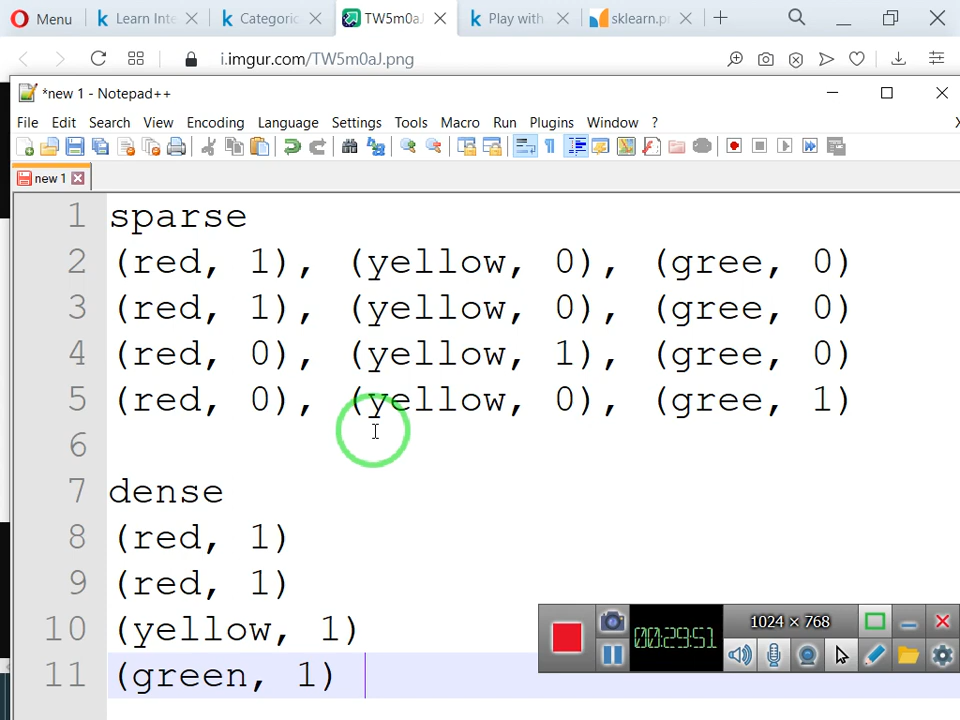 Menu
Learn Inte
Categoric
TW5m0aJ
Play with
sklearn.pr
i.imgur.com/TW5m0aJ.png
*new 1 - Notepad++
File Edit Search View Encoding Language Settings Tools Macro Run Plugins Window ?
X
new 1
1 sparse
2 (red, 1), (yellow, 0), (gree, 0)
3 (red, 1), (yellow, 0), (gree, 0)
4 (red, 0), (yellow, 1), (gree, 0)
5 (red, 0), (yellow, 0), (gree, 1)
6
7 dense
8 (red, 1)
9 (red, 1)
10 (yellow, 1)
11 (green, 1)
1024 × 768
00:29:51